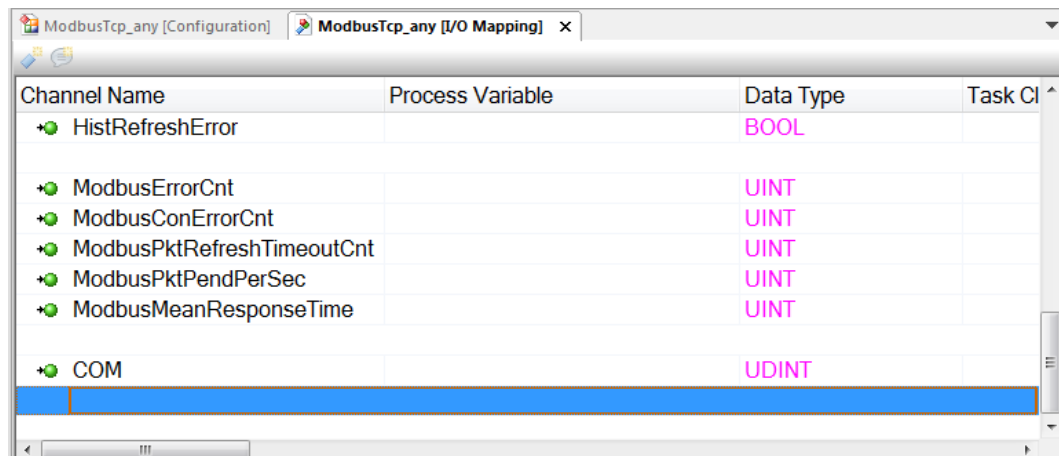 ModbusTcp_any [Configuration] ModbusTcp_any [I/O Mapping] x
Channel Name Process Variable Data Type Task Cl
HistRefreshError BOOL
ModbusErrorCnt UINT
ModbusConErrorCnt UINT
ModbusPktRefreshTimeoutCnt UINT
ModbusPktPendPerSec UINT
ModbusMeanResponseTime UINT
COM UDINT